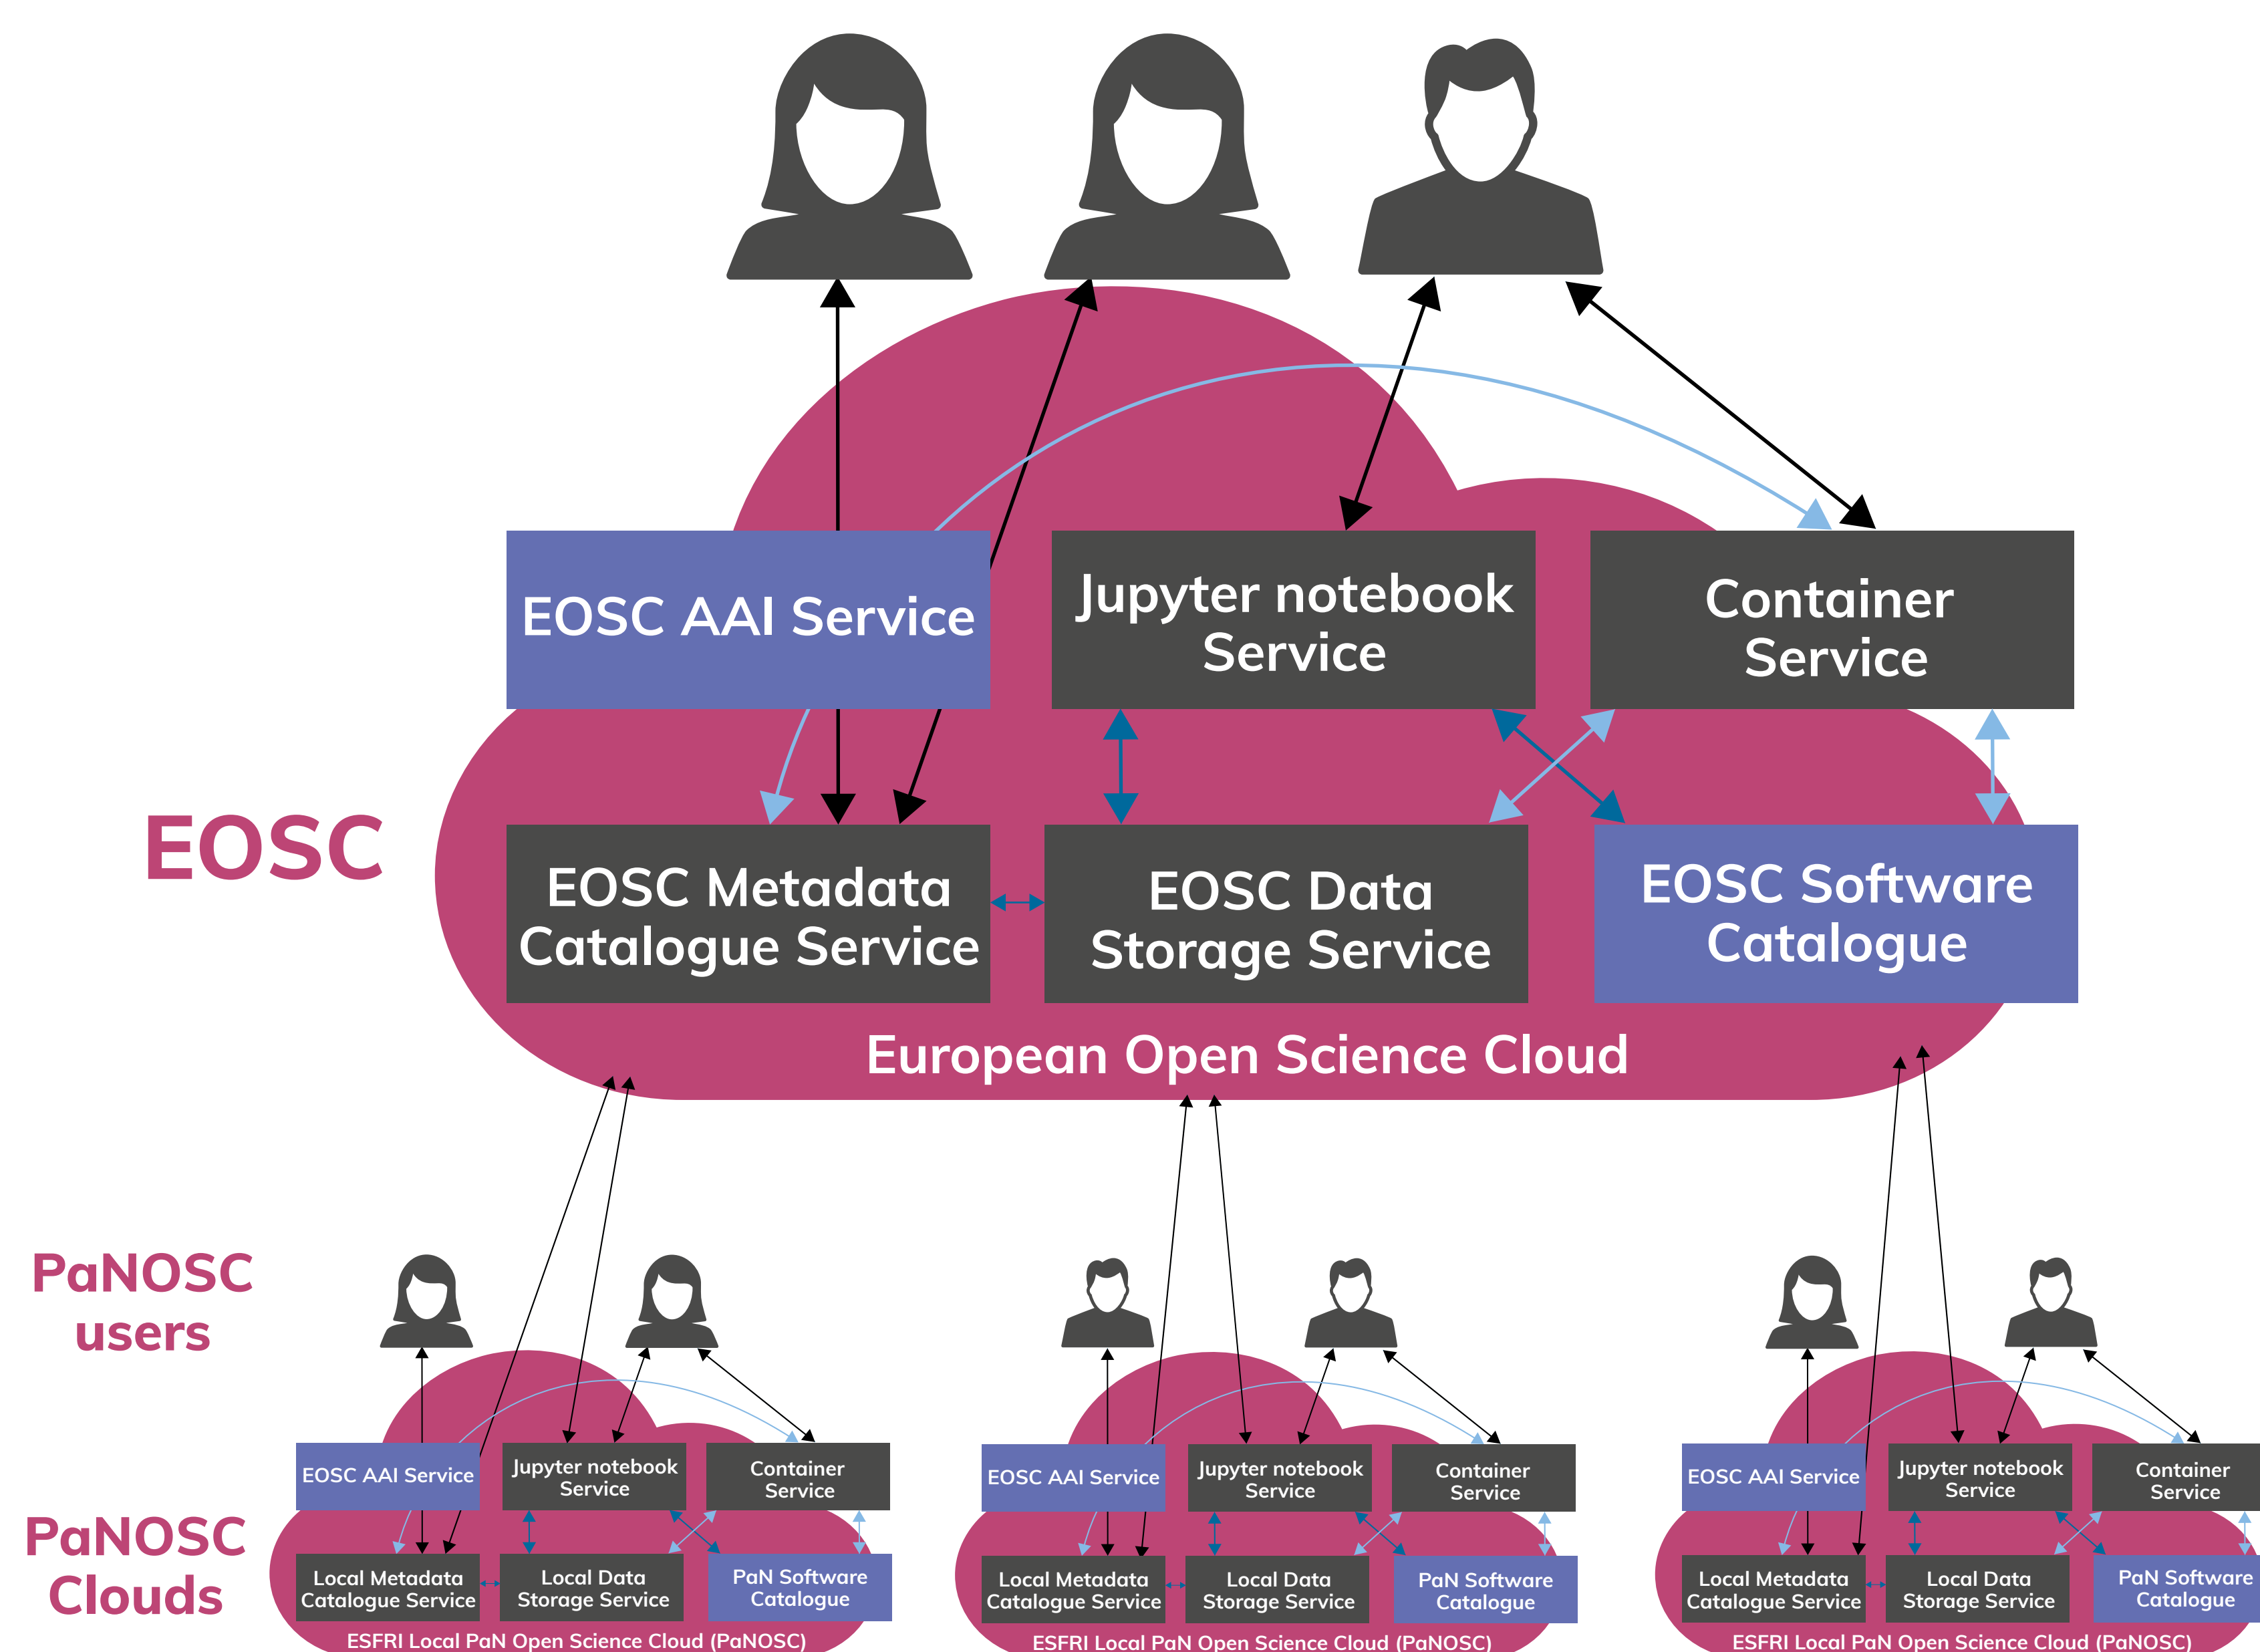 EOSC AAI Service
Jupyter notebook
Service
Container
Service
EOSC
EOSC Metadata
Catalogue Service
EOSC Data
Storage Service
EOSC Software
Catalogue
European Open Science Cloud
PaNOSC
users
PaNOSC
Clouds
EOSC AAI Service
Jupyter notebook
Service
Container
Service
Local Metadata
Catalogue Service
Local Data
Storage Service
PaN Software
Catalogue
ESFRI Local PaN Open Science Cloud (PaNOSC)
EOSC AAI Service
Jupyter notebook
Service
Container
Service
Local Metadata
Catalogue Service
Local Data
Storage Service
PaN Software
Catalogue
ESFRI Local PaN Open Science Cloud (PaNOSC)
EOSC AAI Service
Jupyter notebook
Service
Container
Service
Local Metadata
Catalogue Service
Local Data
Storage Service
PaN Software
Catalogue
ESFRI Local PaN Open Science Cloud (PaNOSC)